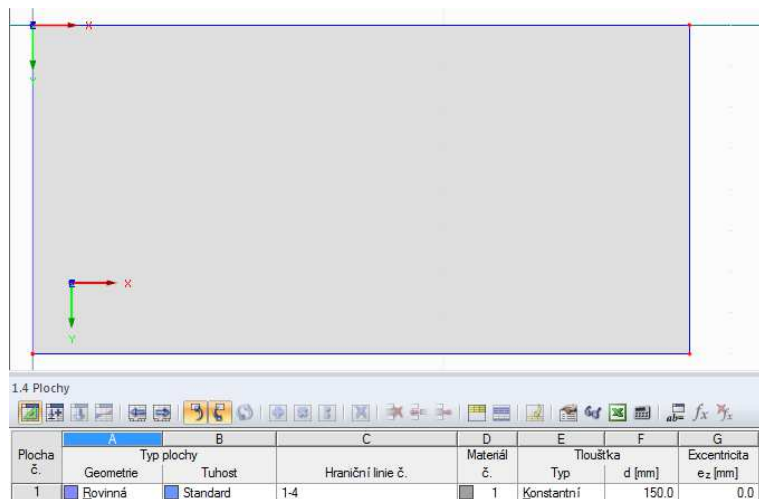 X
Y
X
Y
1.4 Plochy
A B C D E F G
Plocha Typ plochy Materiál Tloušťka Excentricita
č. Geometrie Tuhost Hraniční linie č. č. Typ d [mm] ez [mm]
1 Rovinná Standard 1-4 1 Konstantní 150.0 0.0